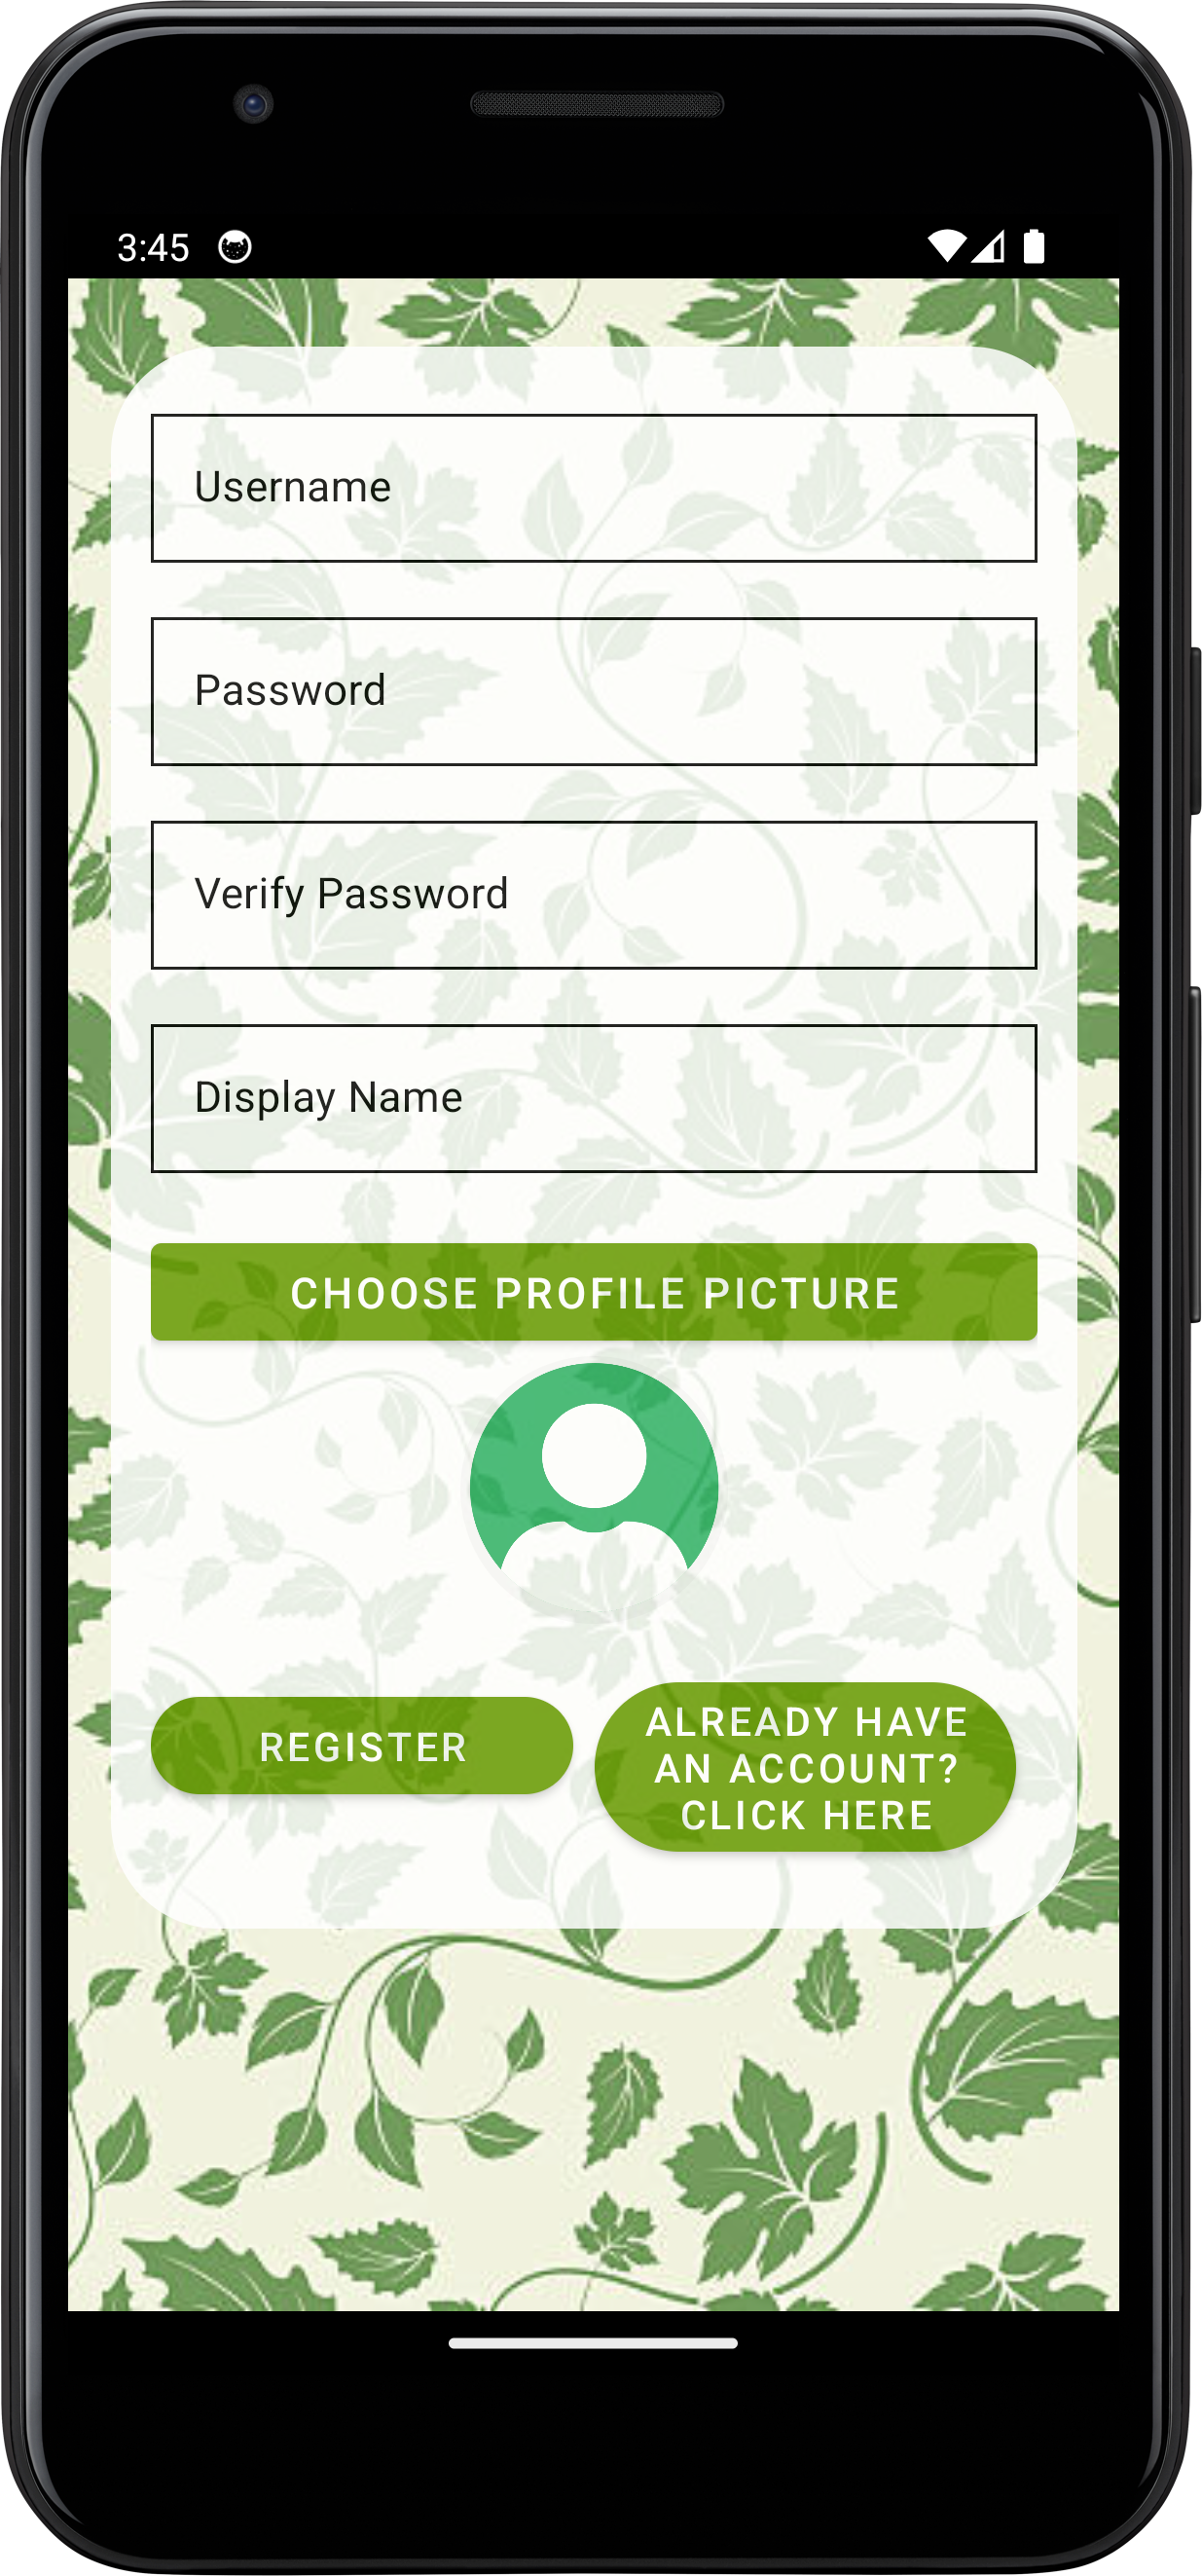 3:45
Username
Password
Verify Password
Display Name
CHOOSE PROFILE PICTURE
REGISTER
ALREADY HAVE
AN ACCOUNT?
CLICK HERE